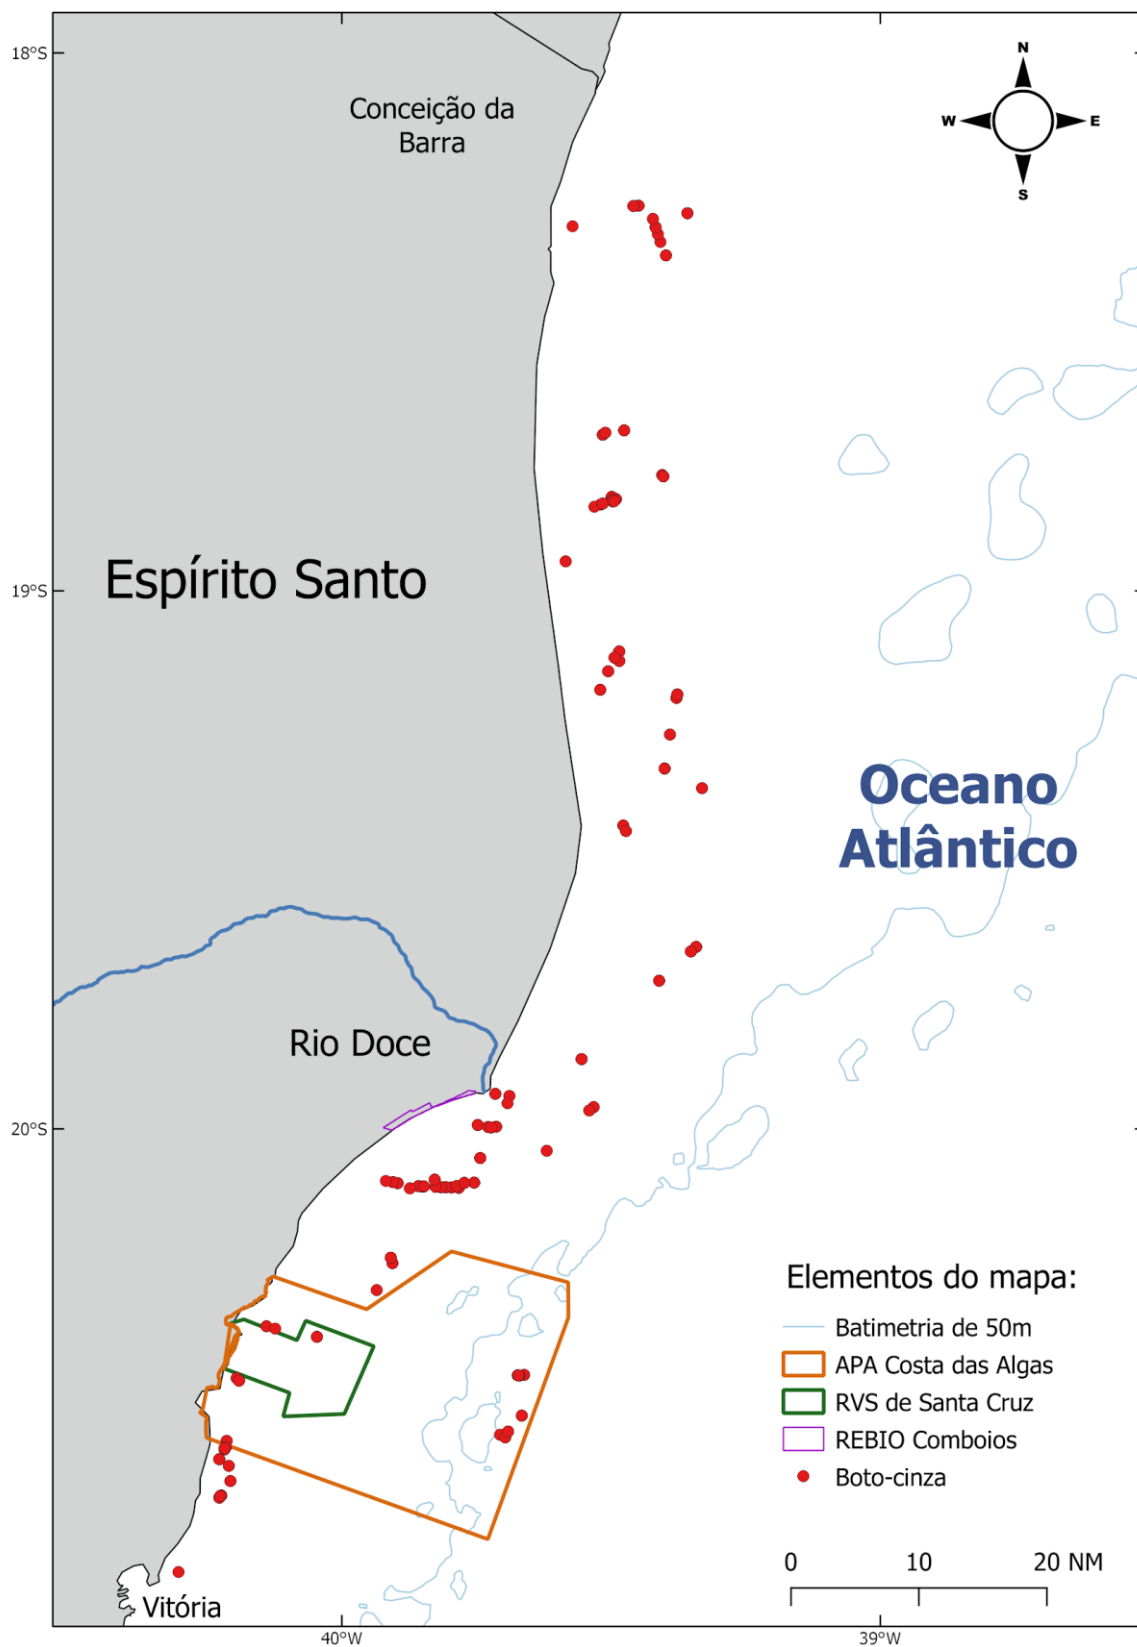 18°S
Conceição da
Barra
N
W
E
S
Espírito Santo
19°S
Oceano
Atlântico
Rio Doce
20°S
Elementos do mapa:
Batimetria de 50m
APA Costa das Algas
RVS de Santa Cruz
REBIO Comboios
Boto-cinza
0 10 20 NM
Vitória
40°W
39°W